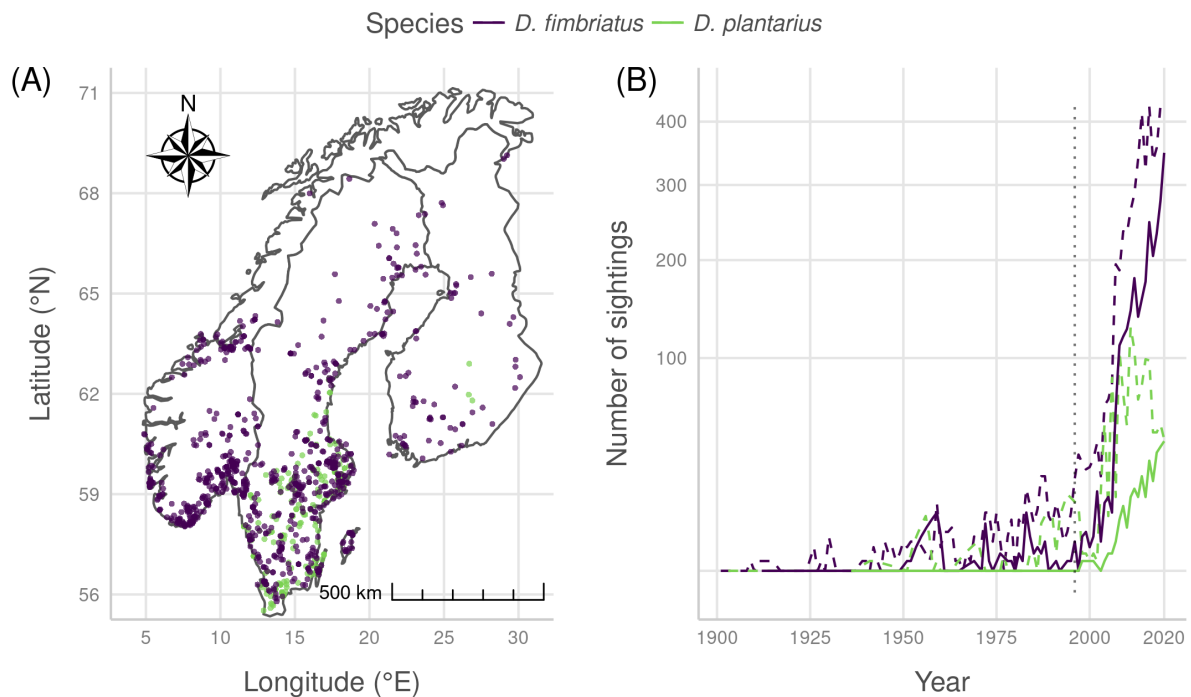 Species D. fimbriatus D. plantarius
(A)
N
71
68
65
62
59
56
Latitude (°N)
500 km
5 10 15 20 25 30
Longitude (°E)
(B)
400
300
200
100
Number of sightings
1900 1925 1950 1975 2000 2020
Year